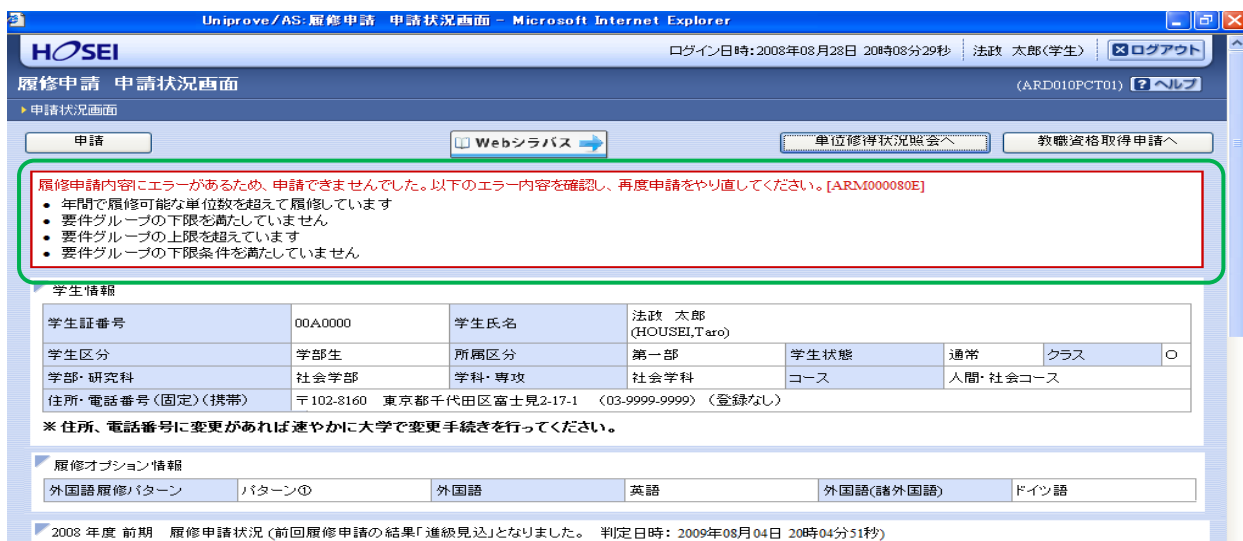 Uniprove/AS:履修申請　申請状況画面 - Microsoft Internet Explorer
HOSEI ログイン日時:2008年08月28日 20時08分29秒 法政 太郎(学生) ログアウト
履修申請 申請状況画面 (ARD010PCT01) ? ヘルプ
申請状況画面
申請 Webシラバス 単位修得状況照会へ 教職資格取得申請へ
履修申請内容にエラーがあるため、申請できませんでした。以下のエラー内容を確認し、再度申請をやり直してください。[ARM000080E]
• 年間で履修可能な単位数を超えて履修しています
• 要件グループの下限を満たしていません
• 要件グループの上限を超えています
• 要件グループの下限条件を満たしていません
学生情報
学生証番号 00A0000 学生氏名 法政 太郎
(HOUSEI,Taro)
学生区分 学部生 所属区分 第一部 学生状態 通常 クラス O
学部・研究科 社会学部 学科・専攻 社会学科 コース 人間・社会コース
住所・電話番号(固定)(携帯) 〒102-8160 東京都千代田区富士見2-17-1 (03-9999-9999) (登録なし)
※住所、電話番号に変更があれば速やかに大学で変更手続きを行ってください。
履修オプション情報
外国語履修パターン パターン① 外国語 英語 外国語(諸外国語) ドイツ語
2008 年度 前期 履修申請状況 (前回履修申請の結果「進級見込」となりました。 判定日時: 2009年08月04日 20時04分51秒)